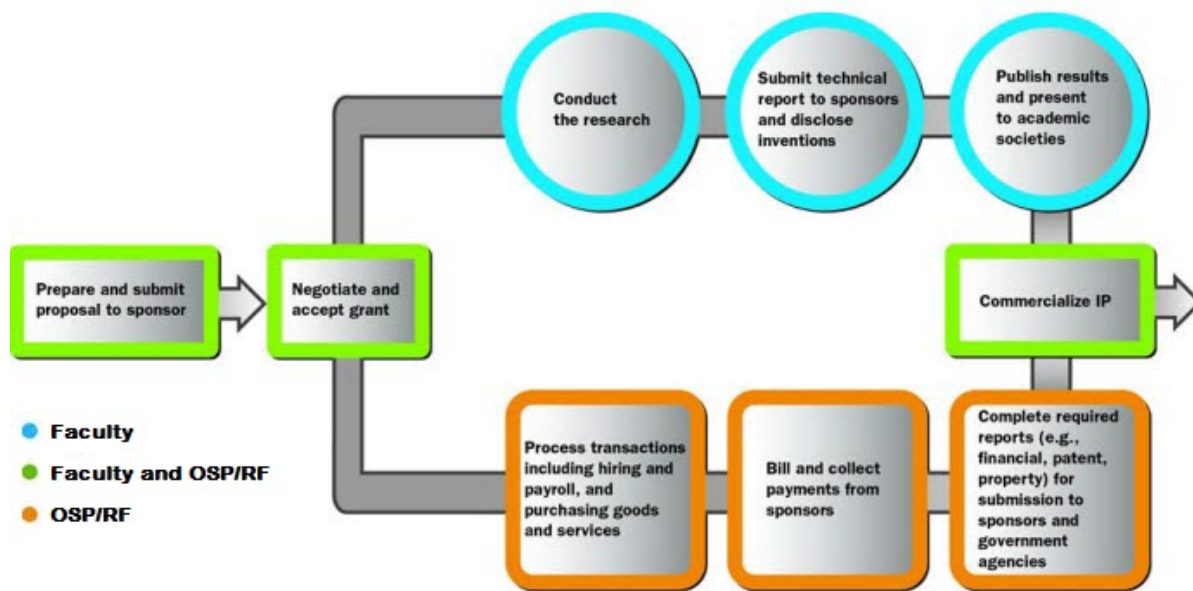 Conduct
the research
Submit technical
report to sponsors
and disclose
inventions
Publish results
and present
to academic
societies
Prepare and submit
proposal to sponsor
Negotiate and
accept grant
Commercialize IP
Faculty
Faculty and OSP/RF
OSP/RF
Process transactions
including hiring and
payroll, and
purchasing goods
and services
Bill and collect
payments from
sponsors
Complete required
reports (e.g.,
financial, patent,
property) for
submission to
sponsors and
government
agencies